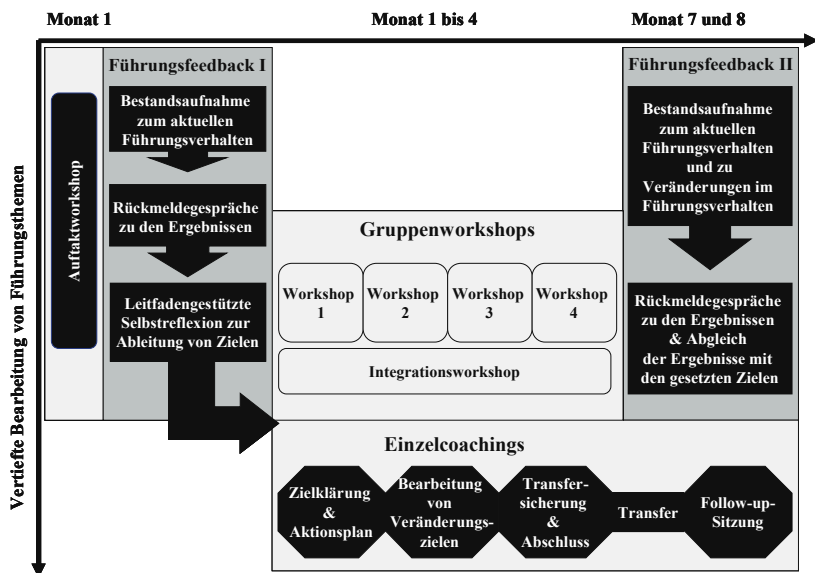 Monat 1
Monat 1 bis 4
Monat 7 und 8
Vertiefte Bearbeitung von Führungsthemen
Auftaktworkshop
Führungsfeedback I
Bestandsaufnahme
zum aktuellen
Führungsverhalten
Rückmeldegespräche
zu den Ergebnissen
Leitfadengestützte
Selbstreflexion zur
Ableitung von Zielen
Gruppenworkshops
Workshop
1
Workshop
2
Workshop
3
Workshop
4
Integrationsworkshop
Führungsfeedback II
Bestandsaufnahme
zum aktuellen
Führungsverhalten
und zu
Veränderungen im
Führungsverhalten
Rückmeldegespräche
zu den Ergebnissen
& Abgleich
der Ergebnisse mit
den gesetzten Zielen
Einzelcoachings
Zielklärung
&
Aktionsplan
Bearbeitung
von
Veränderungs-
zielen
Transfer-
sicherung
&
Abschluss
Transfer
Follow-up-
Sitzung